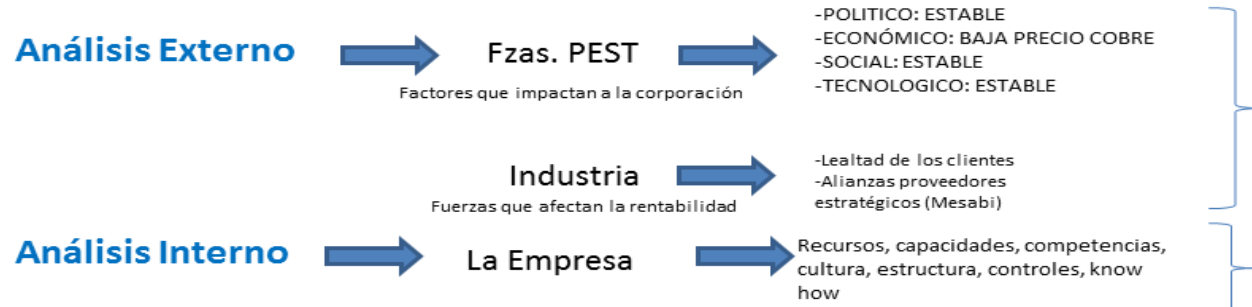 Análisis Externo
Fzas. PEST
Factores que impactan a la corporación
-POLITICO: ESTABLE
-ECONÓMICO: BAJA PRECIO COBRE
-SOCIAL: ESTABLE
-TECNOLOGICO: ESTABLE
Industria
Fuerzas que afectan la rentabilidad
-Lealtad de los clientes
-Alianzas proveedores
estratégicos (Mesabi)
Análisis Interno
La Empresa
Recursos, capacidades, competencias,
cultura, estructura, controles, know
how